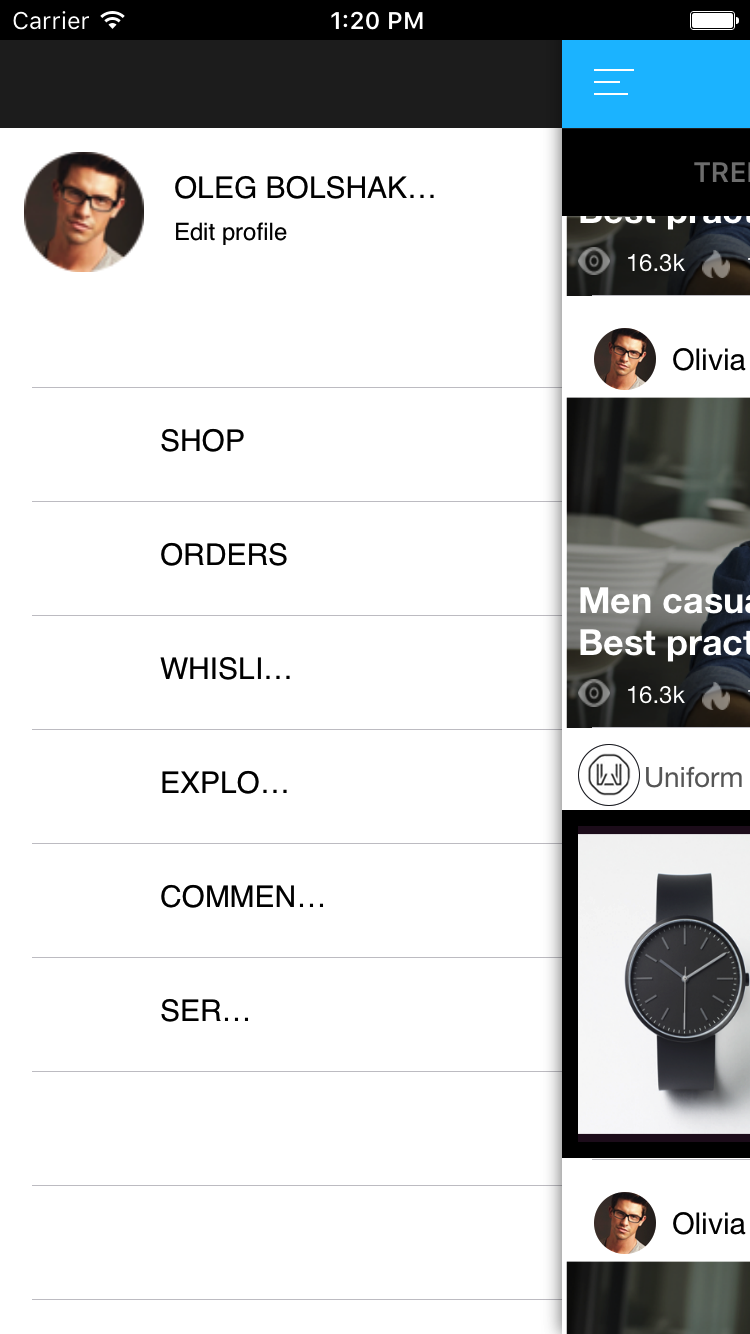 Carrier
1:20 PM
OLEG BOLSHAK…
Edit profile
SHOP
ORDERS
WHISLI…
EXPLO…
COMMEN…
SER…
TRE
Best pract
16.3k
Olivia
Men casua
Best pract
16.3k
Uniform
Olivia